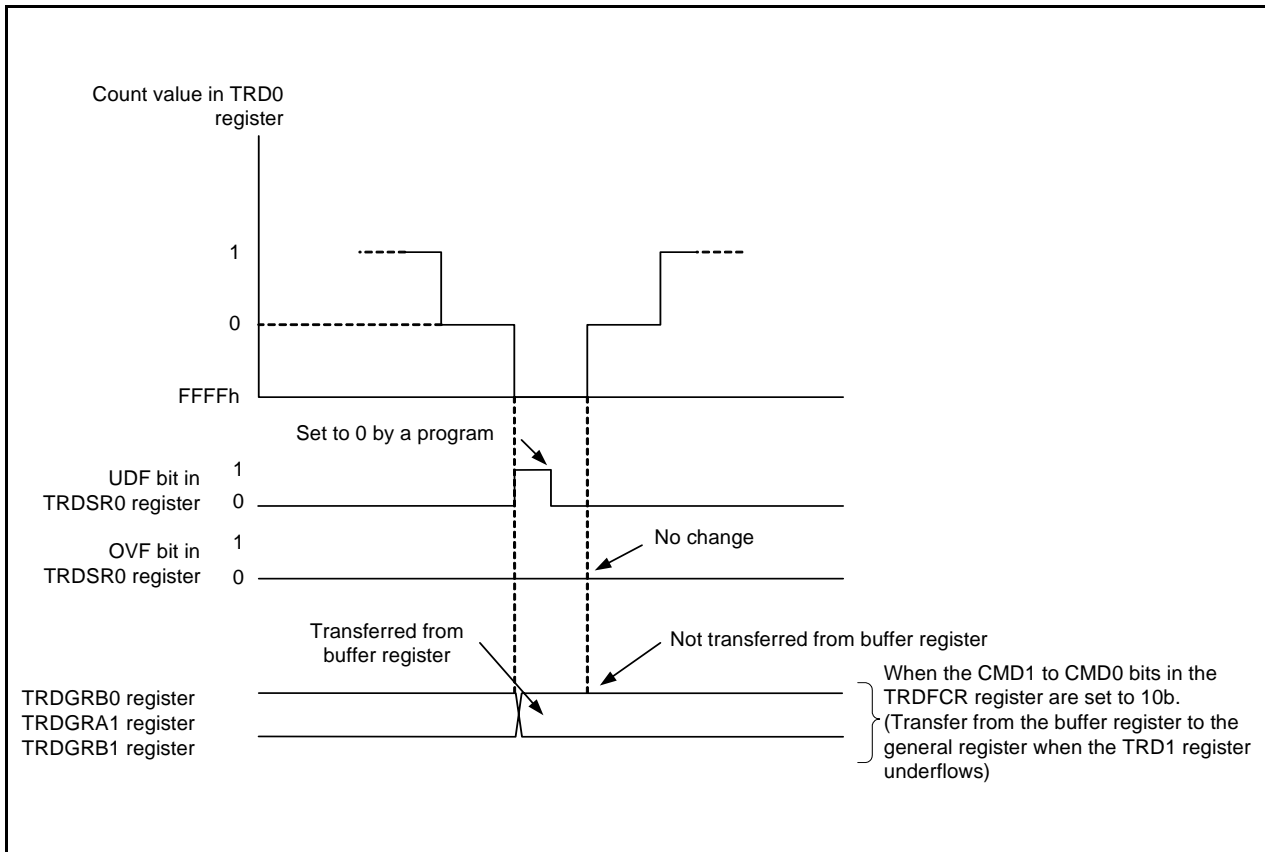 Count value in TRD0
register
1
0
FFFFh
Set to 0 by a program
UDF bit in
TRDSR0 register
1
0
No change
OVF bit in
TRDSR0 register
1
0
Transferred from
buffer register
Not transferred from buffer register
TRDGRB0 register
TRDGRA1 register
TRDGRB1 register
When the CMD1 to CMD0 bits in the
TRDFCR register are set to 10b.
(Transfer from the buffer register to the
general register when the TRD1 register
underflows)